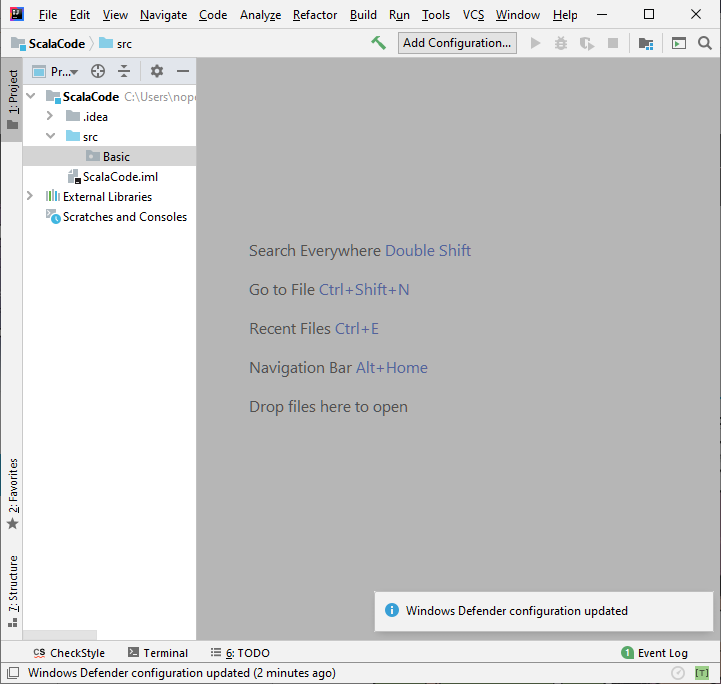 File Edit View Navigate Code Analyze Refactor Build Run Tools VCS Window Help
ScalaCode src Add Configuration...
1: Project
Pr...
ScalaCode C:\Users\nop
.idea
src
Basic
ScalaCode.iml
External Libraries
Scratches and Consoles
Search Everywhere Double Shift
Go to File Ctrl+Shift+N
Recent Files Ctrl+E
Navigation Bar Alt+Home
Drop files here to open
2: Favorites
7: Structure
Windows Defender configuration updated
CS CheckStyle Terminal 6: TODO 1 Event Log
Windows Defender configuration updated (2 minutes ago) [T]